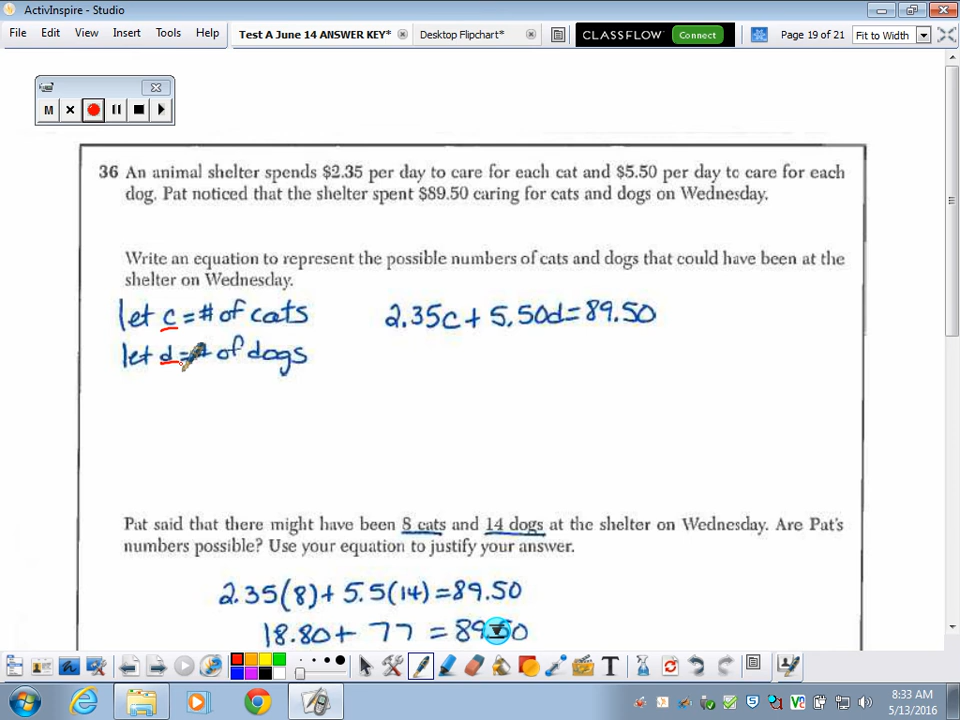 ActivInspire - Studio
File Edit View Insert Tools Help
Test A June 14 ANSWER KEY*
Desktop Flipchart*
CLASSFLOW Connect
Page 19 of 21
Fit to Width
M
36 An animal shelter spends $2.35 per day to care for each cat and $5.50 per day to care for each
dog. Pat noticed that the shelter spent $89.50 caring for cats and dogs on Wednesday.
Write an equation to represent the possible numbers of cats and dogs that could have been at the
shelter on Wednesday.
let c = # of cats
2.35c + 5.50d = 89.50
let d = # of dogs
Pat said that there might have been 8 cats and 14 dogs at the shelter on Wednesday. Are Pat's
numbers possible? Use your equation to justify your answer.
2.35(8) + 5.5(14) = 89.50
18.80 + 77 = 89.50
T
8:33 AM
5/13/2016